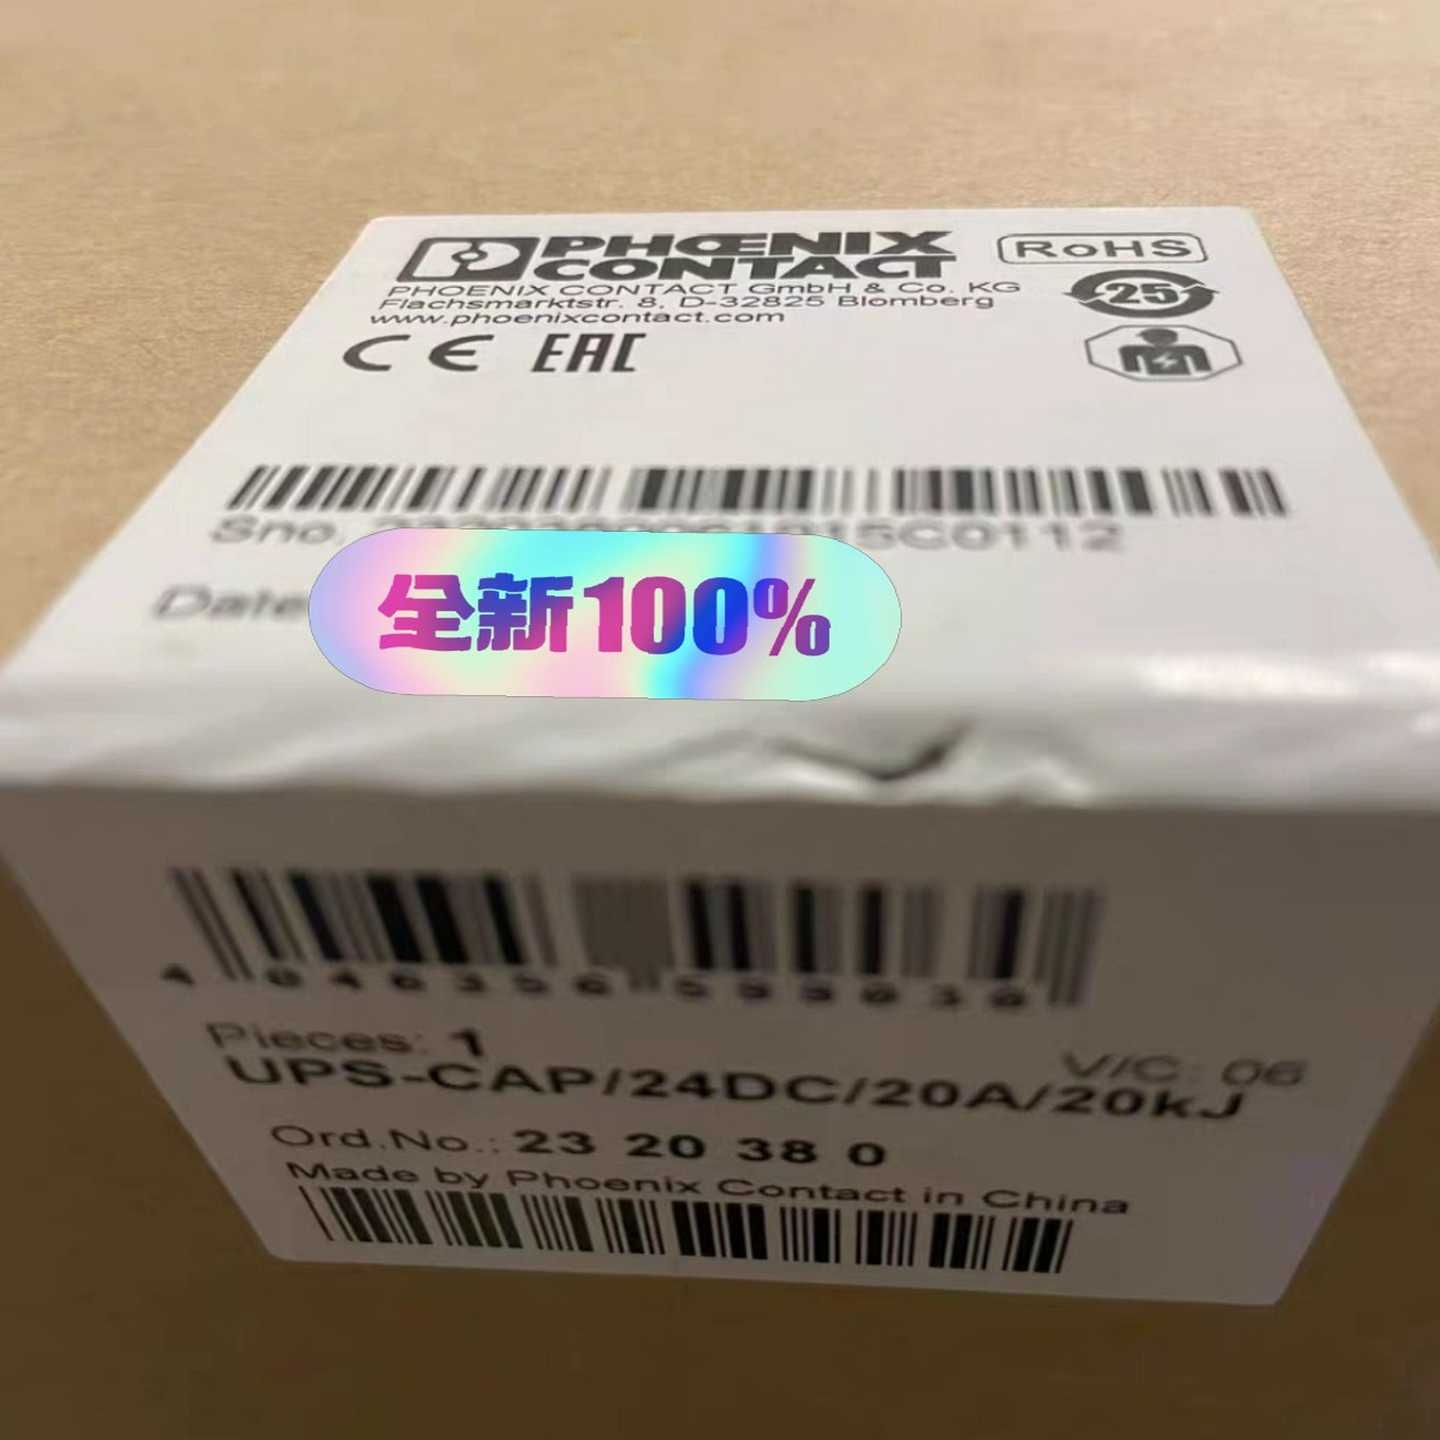 PHŒNIX
CONTACT
RoHS
PHOENIX CONTACT GmbH & Co. KG
Flachsmarktstr. 8, D-32825 Blomberg
www.phoenixcontact.com
25
CE EAC
Sno.
Date
全新100%
Pieces: 1
V/C: 06
UPS-CAP/24DC/20A/20kJ
Ord.No.: 23 20 38 0
Made by Phoenix Contact in China